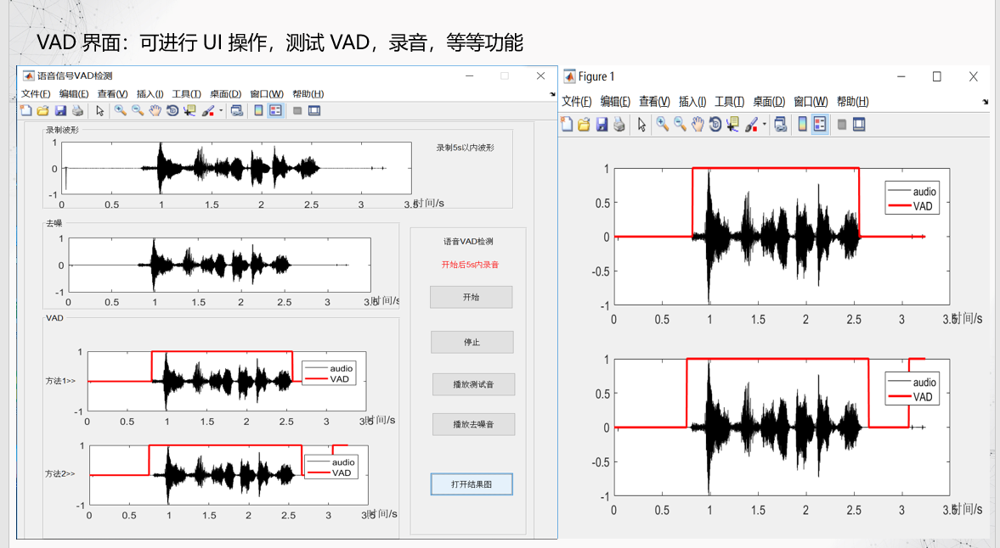 VAD 界面：可进行 UI 操作，测试 VAD，录音，等等功能
语音信号VAD检测
文件(F) 编辑(E) 查看(V) 插入(I) 工具(T) 桌面(D) 窗口(W) 帮助(H)
录制波形
1
0
-1
0 0.5 1 1.5 2 2.5 3 3.5
时间/s
录制5s以内波形
去噪
1
0
-1
0 0.5 1 1.5 2 2.5 3 3.5
时间/s
VAD
方法1>>
1
0
-1
0 0.5 1 1.5 2 2.5 3 3.5
时间/s
audio
VAD
方法2>>
1
0
-1
0 0.5 1 1.5 2 2.5 3 3.5
时间/s
audio
VAD
语音VAD检测
开始后5s内录音
开始
停止
播放测试音
播放去噪音
打开结果图
Figure 1
文件(F) 编辑(E) 查看(V) 插入(I) 工具(T) 桌面(D) 窗口(W) 帮助(H)
1
0.5
0
-0.5
-1
0 0.5 1 1.5 2 2.5 3 3.5
时间/s
audio
VAD
1
0.5
0
-0.5
-1
0 0.5 1 1.5 2 2.5 3 3.5
时间/s
audio
VAD